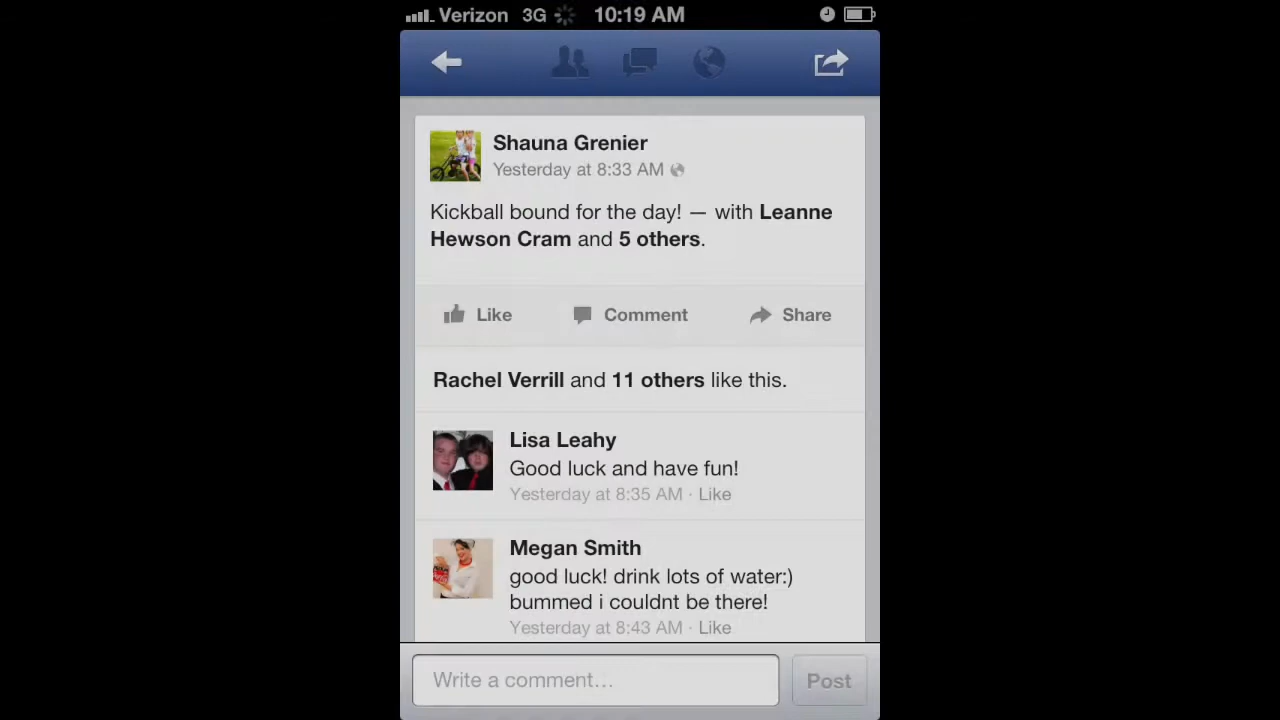 Verizon 3G 10:19 AM
Shauna Grenier
Yesterday at 8:33 AM
Kickball bound for the day! — with Leanne
Hewson Cram and 5 others.
Like Comment Share
Rachel Verrill and 11 others like this.
Lisa Leahy
Good luck and have fun!
Yesterday at 8:35 AM · Like
Megan Smith
good luck! drink lots of water:)
bummed i couldnt be there!
Yesterday at 8:43 AM · Like
Write a comment... Post